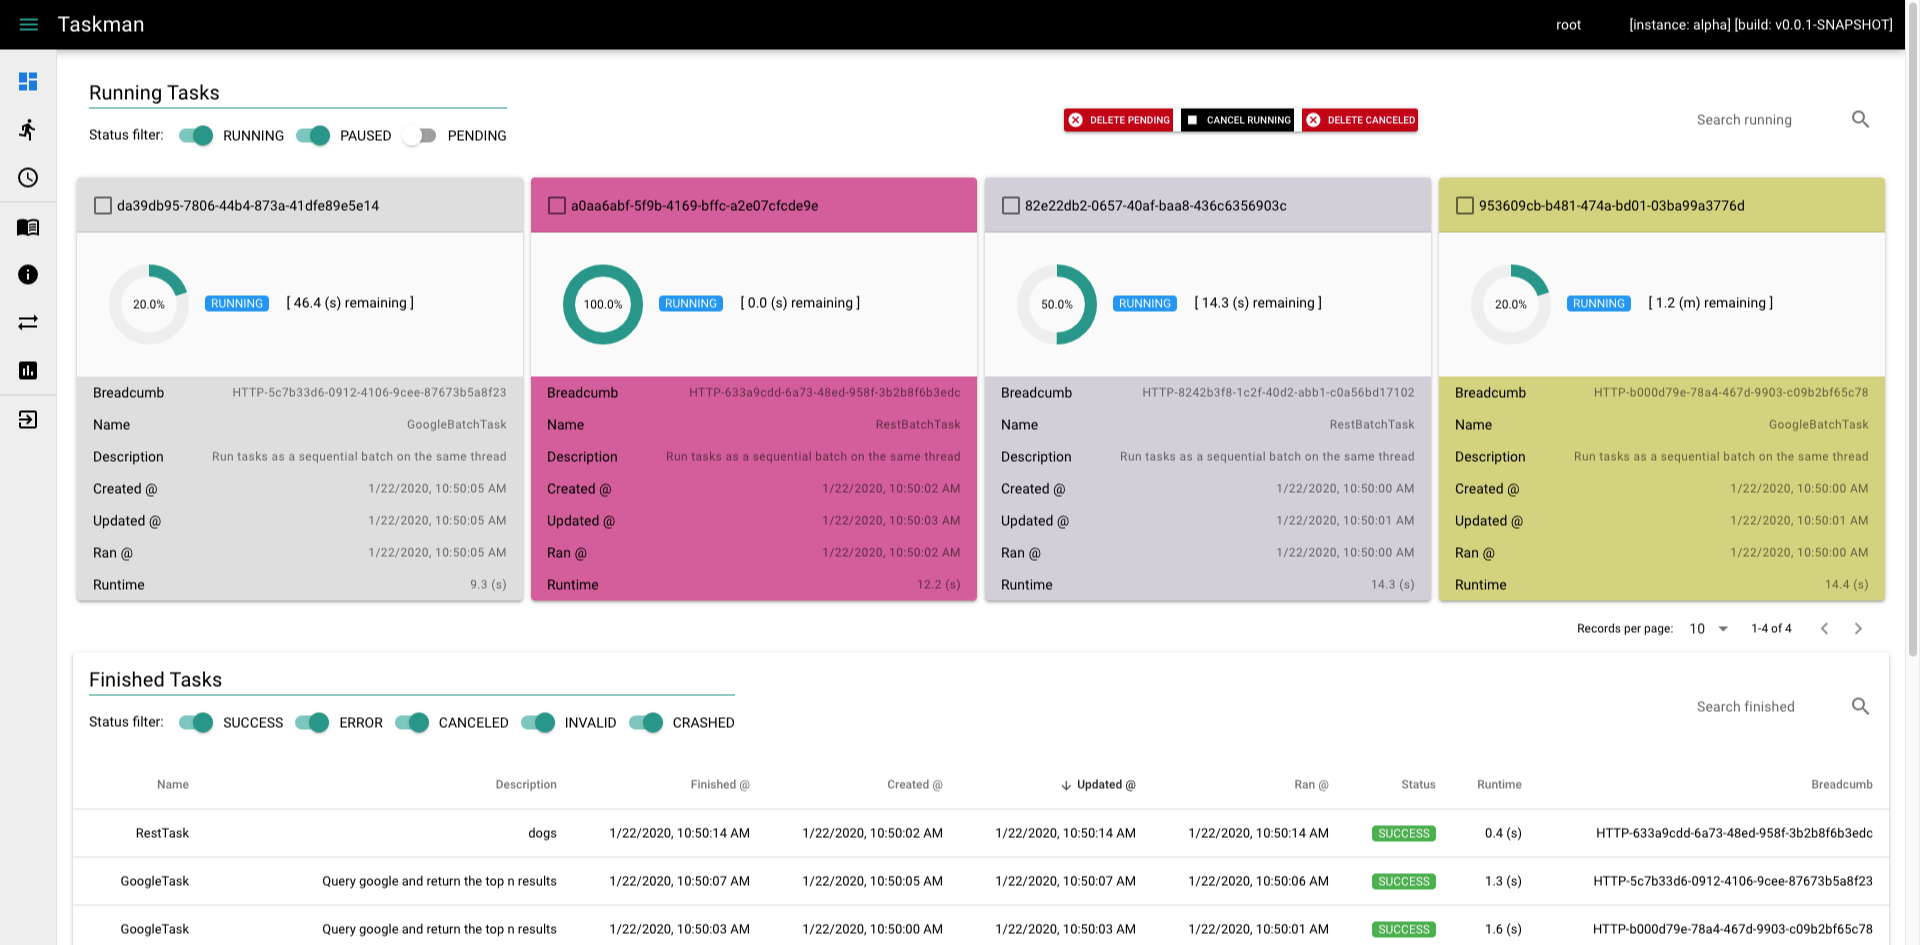 Taskman
root
[instance: alpha] [build: v0.0.1-SNAPSHOT]
Running Tasks
Status filter: RUNNING PAUSED PENDING
DELETE PENDING CANCEL RUNNING DELETE CANCELED
Search running
da39db95-7806-44b4-873a-41dfe89e5e14
20.0% RUNNING [ 46.4 (s) remaining ]
Breadcumb HTTP-5c7b33d6-0912-4106-9cee-87673b5a8f23
Name GoogleBatchTask
Description Run tasks as a sequential batch on the same thread
Created @ 1/22/2020, 10:50:05 AM
Updated @ 1/22/2020, 10:50:05 AM
Ran @ 1/22/2020, 10:50:05 AM
Runtime 9.3 (s)
a0aa6abf-5f9b-4169-bffc-a2e07cfcde9e
100.0% RUNNING [ 0.0 (s) remaining ]
Breadcumb HTTP-633a9cdd-6a73-48ed-958f-3b2b8f6b3edc
Name RestBatchTask
Description Run tasks as a sequential batch on the same thread
Created @ 1/22/2020, 10:50:02 AM
Updated @ 1/22/2020, 10:50:03 AM
Ran @ 1/22/2020, 10:50:02 AM
Runtime 12.2 (s)
82e22db2-0657-40af-baa8-436c6356903c
50.0% RUNNING [ 14.3 (s) remaining ]
Breadcumb HTTP-8242b3f8-1c2f-40d2-abb1-c0a56bd17102
Name RestBatchTask
Description Run tasks as a sequential batch on the same thread
Created @ 1/22/2020, 10:50:00 AM
Updated @ 1/22/2020, 10:50:01 AM
Ran @ 1/22/2020, 10:50:00 AM
Runtime 14.3 (s)
953609cb-b481-474a-bd01-03ba99a3776d
20.0% RUNNING [ 1.2 (m) remaining ]
Breadcumb HTTP-b000d79e-78a4-467d-9903-c09b2bf65c78
Name GoogleBatchTask
Description Run tasks as a sequential batch on the same thread
Created @ 1/22/2020, 10:50:00 AM
Updated @ 1/22/2020, 10:50:01 AM
Ran @ 1/22/2020, 10:50:00 AM
Runtime 14.4 (s)
Records per page: 10 1-4 of 4
Finished Tasks
Status filter: SUCCESS ERROR CANCELED INVALID CRASHED
Search finished
Name Description Finished @ Created @ Updated @ Ran @ Status Runtime Breadcumb
RestTask dogs 1/22/2020, 10:50:14 AM 1/22/2020, 10:50:02 AM 1/22/2020, 10:50:14 AM 1/22/2020, 10:50:14 AM SUCCESS 0.4 (s) HTTP-633a9cdd-6a73-48ed-958f-3b2b8f6b3edc
GoogleTask Query google and return the top n results 1/22/2020, 10:50:07 AM 1/22/2020, 10:50:05 AM 1/22/2020, 10:50:07 AM 1/22/2020, 10:50:06 AM SUCCESS 1.3 (s) HTTP-5c7b33d6-0912-4106-9cee-87673b5a8f23
GoogleTask Query google and return the top n results 1/22/2020, 10:50:03 AM 1/22/2020, 10:50:00 AM 1/22/2020, 10:50:03 AM 1/22/2020, 10:50:01 AM SUCCESS 1.6 (s) HTTP-b000d79e-78a4-467d-9903-c09b2bf65c78